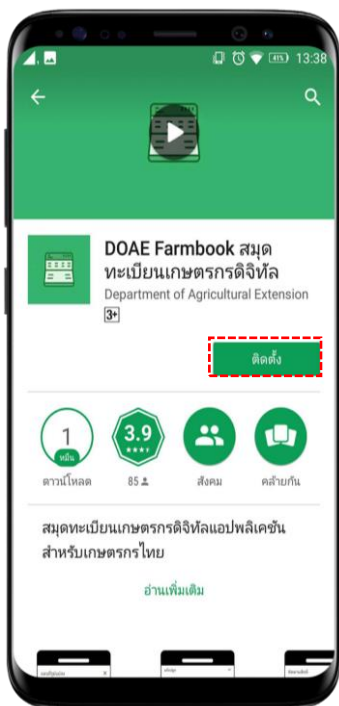 41%
13:38
DOAE Farmbook สมุด
ทะเบียนเกษตรกรดิจิทัล
Department of Agricultural Extension
3+
ติดตั้ง
1
หมื่น
ดาวน์โหลด
3.9
85
สังคม
คล้ายกัน
สมุดทะเบียนเกษตรกรดิจิทัลแอปพลิเคชัน
สำหรับเกษตรกรไทย
อ่านเพิ่มเติม